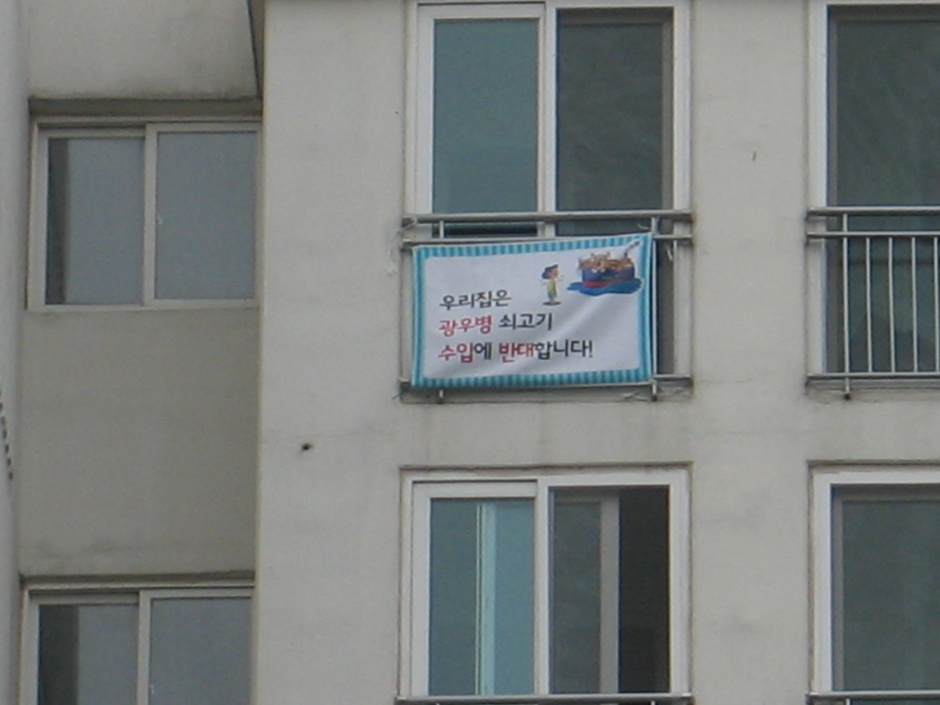 우리집은
광우병 쇠고기
수입에 반대합니다!